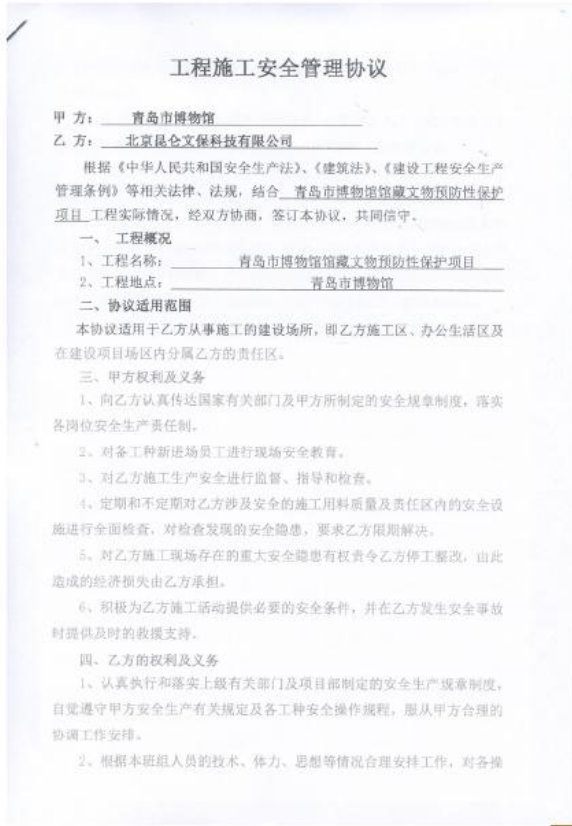 工程施工安全管理协议
甲 方：青岛市博物馆
乙 方：北京昆仑文保科技有限公司
根据《中华人民共和国安全生产法》、《建筑法》、《建设工程安全生产
管理条例》等相关法律、法规，结合 青岛市博物馆馆藏文物预防性保护
项目 工程实际情况，经双方协商，签订本协议，共同信守。
一、 工程概况
1、工程名称：青岛市博物馆馆藏文物预防性保护项目
2、工程地点：青岛市博物馆
二、协议适用范围
本协议适用于乙方从事施工的建设场所，即乙方施工区、办公生活区及
在建设项目场区内分属乙方的责任区。
三、甲方权利及义务
1、向乙方认真传达国家有关部门及甲方所制定的安全规章制度，落实
各岗位安全生产责任制。
2、对各工种新进场员工进行现场安全教育。
3、对乙方施工生产安全进行监督、指导和检查。
4、定期和不定期对乙方涉及安全的施工用料质量及责任区内的安全设
施进行全面检查，对检查发现的安全隐患，要求乙方限期解决。
5、对乙方施工现场存在的重大安全隐患有权责令乙方停工整改，由此
造成的经济损失由乙方承担。
6、积极为乙方施工活动提供必要的安全条件，并在乙方发生安全事故
时提供及时的救援支持。
四、乙方的权利及义务
1、认真执行和落实上级有关部门及项目部制定的安全生产规章制度，
自觉遵守甲方安全生产有关规定及各工种安全操作规程，服从甲方合理的
协调工作安排。
2、根据本班组人员的技术、体力、思想等情况合理安排工作，对各操